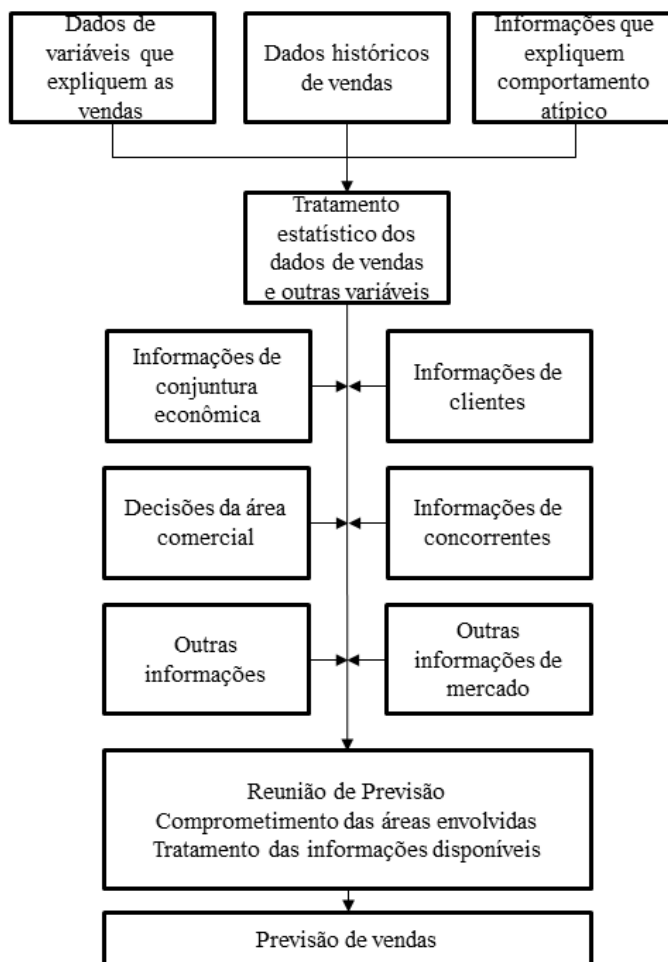 Dados de
variáveis que
expliquem as
vendas
Dados históricos
de vendas
Informações que
expliquem
comportamento
atípico
Tratamento
estatístico dos
dados de vendas
e outras variáveis
Informações de
conjuntura
econômica
Informações de
clientes
Decisões da área
comercial
Informações de
concorrentes
Outras
informações
Outras
informações de
mercado
Reunião de Previsão
Comprometimento das áreas envolvidas
Tratamento das informações disponíveis
Previsão de vendas